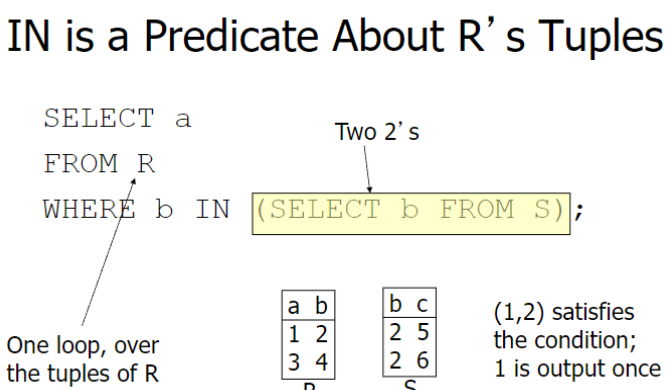 IN is a Predicate About R’s Tuples
SELECT a
Two 2’s
FROM R
WHERE b IN (SELECT b FROM S);
One loop, over
the tuples of R
a b
1 2
3 4
R
b c
2 5
2 6
S
(1,2) satisfies
the condition;
1 is output once